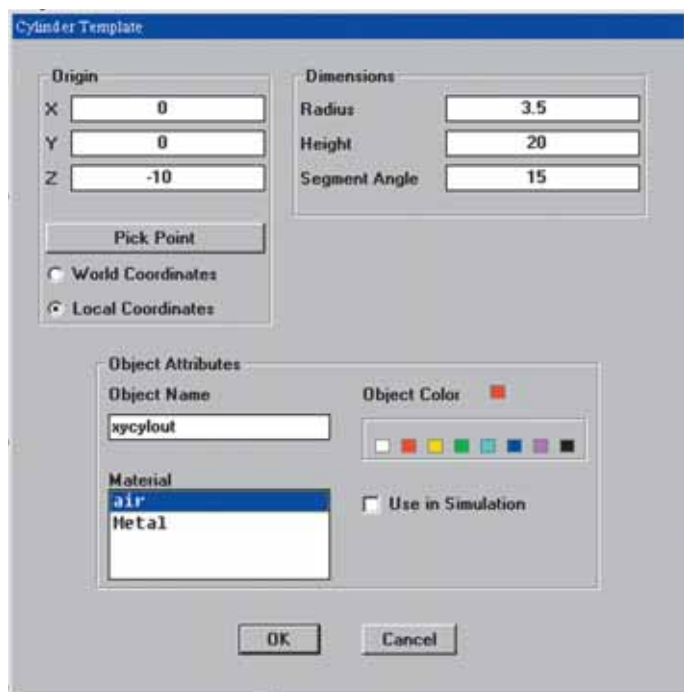 Cylinder Template
Origin
X 0
Y 0
Z -10
Pick Point
World Coordinates
Local Coordinates
Dimensions
Radius 3.5
Height 20
Segment Angle 15
Object Attributes
Object Name
xycylout
Material
air
Metal
Object Color
Use in Simulation
OK
Cancel